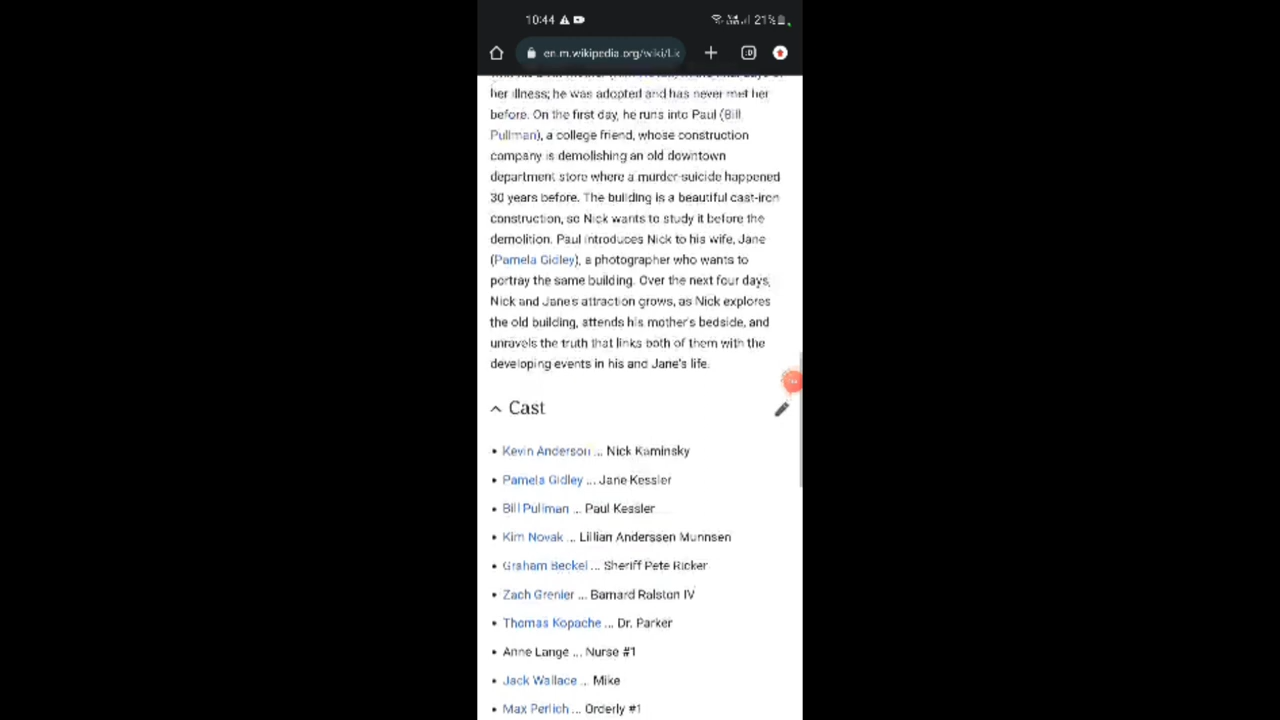 10:44
21%
en.m.wikipedia.org/wiki/Li
her illness; he was adopted and has never met her
before. On the first day, he runs into Paul (Bill
Pullman), a college friend, whose construction
company is demolishing an old downtown
department store where a murder-suicide happened
30 years before. The building is a beautiful cast-iron
construction, so Nick wants to study it before the
demolition. Paul introduces Nick to his wife, Jane
(Pamela Gidley), a photographer who wants to
portray the same building. Over the next four days,
Nick and Jane's attraction grows, as Nick explores
the old building, attends his mother's bedside, and
unravels the truth that links both of them with the
developing events in his and Jane's life.
Cast
• Kevin Anderson ... Nick Kaminsky
• Pamela Gidley ... Jane Kessler
• Bill Pullman ... Paul Kessler
• Kim Novak ... Lillian Anderssen Munnsen
• Graham Beckel ... Sheriff Pete Ricker
• Zach Grenier ... Barnard Ralston IV
• Thomas Kopache ... Dr. Parker
• Anne Lange ... Nurse #1
• Jack Wallace ... Mike
• Max Perlich ... Orderly #1